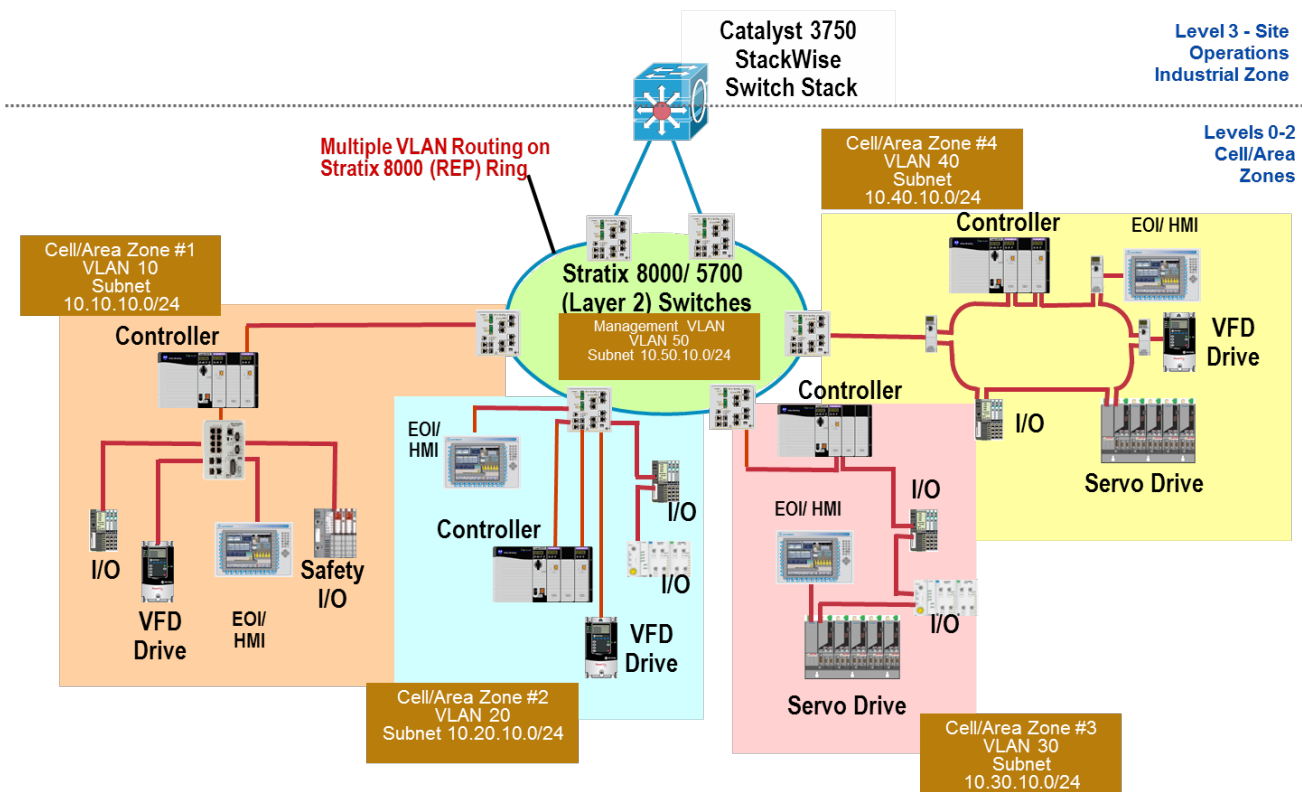 Catalyst 3750
StackWise
Switch Stack
Level 3 - Site
Operations
Industrial Zone
Levels 0-2
Cell/Area
Zones
Multiple VLAN Routing on
Stratix 8000 (REP) Ring
Cell/Area Zone #4
VLAN 40
Subnet
10.40.10.0/24
Controller
EOI/ HMI
VFD
Drive
I/O
Servo Drive
Cell/Area Zone #1
VLAN 10
Subnet
10.10.10.0/24
Controller
I/O
VFD
Drive
EOI/
HMI
Safety
I/O
Stratix 8000/ 5700
(Layer 2) Switches
Management VLAN
VLAN 50
Subnet 10.50.10.0/24
EOI/
HMI
Controller
I/O
I/O
VFD
Drive
Cell/Area Zone #2
VLAN 20
Subnet 10.20.10.0/24
Controller
I/O
EOI/ HMI
I/O
Servo Drive
Cell/Area Zone #3
VLAN 30
Subnet
10.30.10.0/24